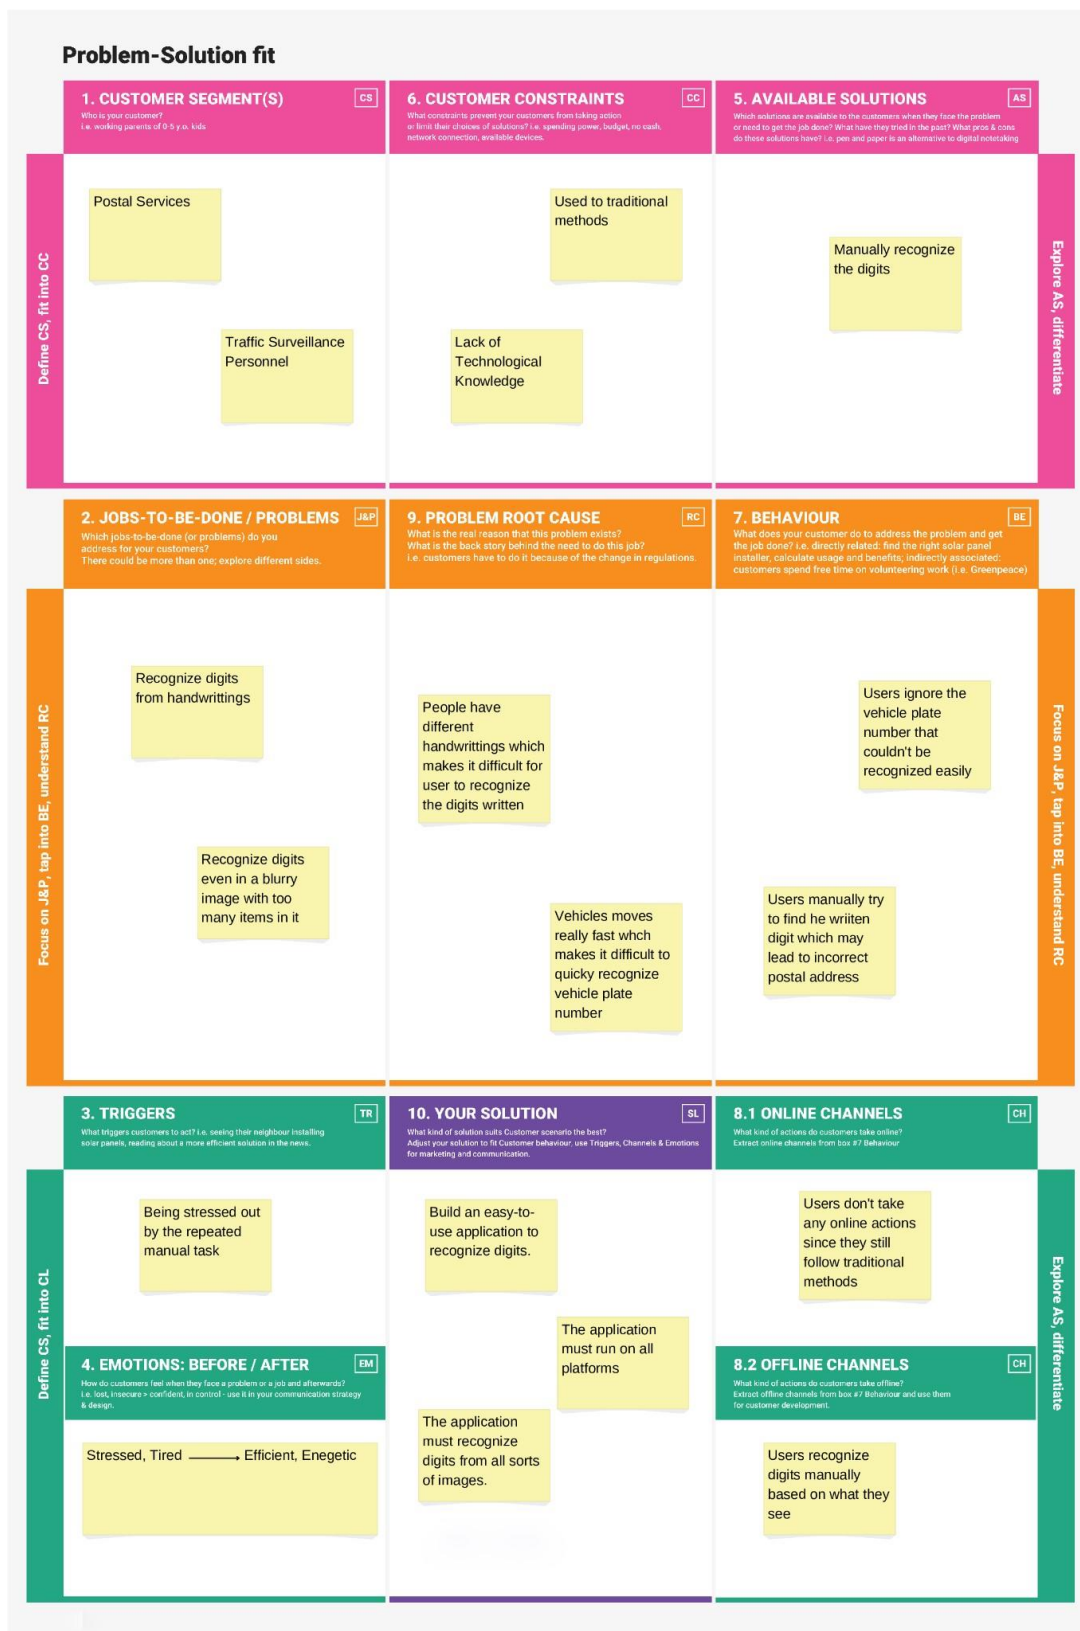 Problem-Solution fit
1. CUSTOMER SEGMENT(S)
CS
Who is your customer?
i.e. working parents of 0-5 y.o. kids
6. CUSTOMER CONSTRAINTS
CC
What constraints prevent your customers from taking action
or limit their choices of solutions? i.e. spending power, budget, no cash,
network connection, available devices.
5. AVAILABLE SOLUTIONS
AS
Which solutions are available to the customers when they face the problem
or need to get the job done? What have they tried in the past? What pros & cons
do these solutions have? i.e. pen and paper is an alternative to digital notetaking
Define CS, fit into CC
Postal Services
Traffic Surveillance
Personnel
Used to traditional
methods
Lack of
Technological
Knowledge
Manually recognize
the digits
Explore AS, differentiate
2. JOBS-TO-BE-DONE / PROBLEMS
J&P
Which jobs-to-be-done (or problems) do you
address for your customers?
There could be more than one; explore different sides.
9. PROBLEM ROOT CAUSE
RC
What is the real reason that this problem exists?
What is the back story behind the need to do this job?
i.e. customers have to do it because of the change in regulations.
7. BEHAVIOUR
BE
What does your customer do to address the problem and get
the job done? i.e. directly related: find the right solar panel
installer, calculate usage and benefits; indirectly associated:
customers spend free time on volunteering work (i.e. Greenpeace)
Focus on J&P, tap into BE, understand RC
Recognize digits
from handwrittings
Recognize digits
even in a blurry
image with too
many items in it
People have
different
handwrittings which
makes it difficult for
user to recognize
the digits written
Vehicles moves
really fast whch
makes it difficult to
quicky recognize
vehicle plate
number
Users ignore the
vehicle plate
number that
couldn't be
recognized easily
Users manually try
to find he wriiten
digit which may
lead to incorrect
postal address
Focus on J&P, tap into BE, understand RC
3. TRIGGERS
TR
What triggers customers to act? i.e. seeing their neighbour installing
solar panels, reading about a more efficient solution in the news.
10. YOUR SOLUTION
SL
What kind of solution suits Customer scenario the best?
Adjust your solution to fit Customer behaviour, use Triggers, Channels & Emotions
for marketing and communication.
8.1 ONLINE CHANNELS
CH
What kind of actions do customers take online?
Extract online channels from box #7 Behaviour
Define CS, fit into CL
Being stressed out
by the repeated
manual task
4. EMOTIONS: BEFORE / AFTER
EM
How do customers feel when they face a problem or a job and afterwards?
i.e. lost, insecure > confident, in control - use it in your communication strategy
& design.
Stressed, Tired → Efficient, Enegetic
Build an easy-to-
use application to
recognize digits.
The application
must run on all
platforms
The application
must recognize
digits from all sorts
of images.
Users don't take
any online actions
since they still
follow traditional
methods
8.2 OFFLINE CHANNELS
CH
What kind of actions do customers take offline?
Extract offline channels from box #7 Behaviour and use them
for customer development.
Users recognize
digits manually
based on what they
see
Explore AS, differentiate